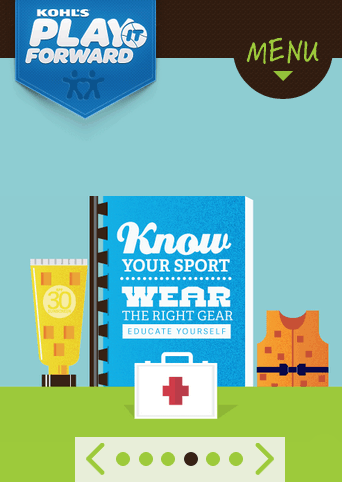 KOHL'S
PLAY IT
FORWARD
MENU
Know
YOUR SPORT
WEAR
THE RIGHT GEAR
EDUCATE YOURSELF
30